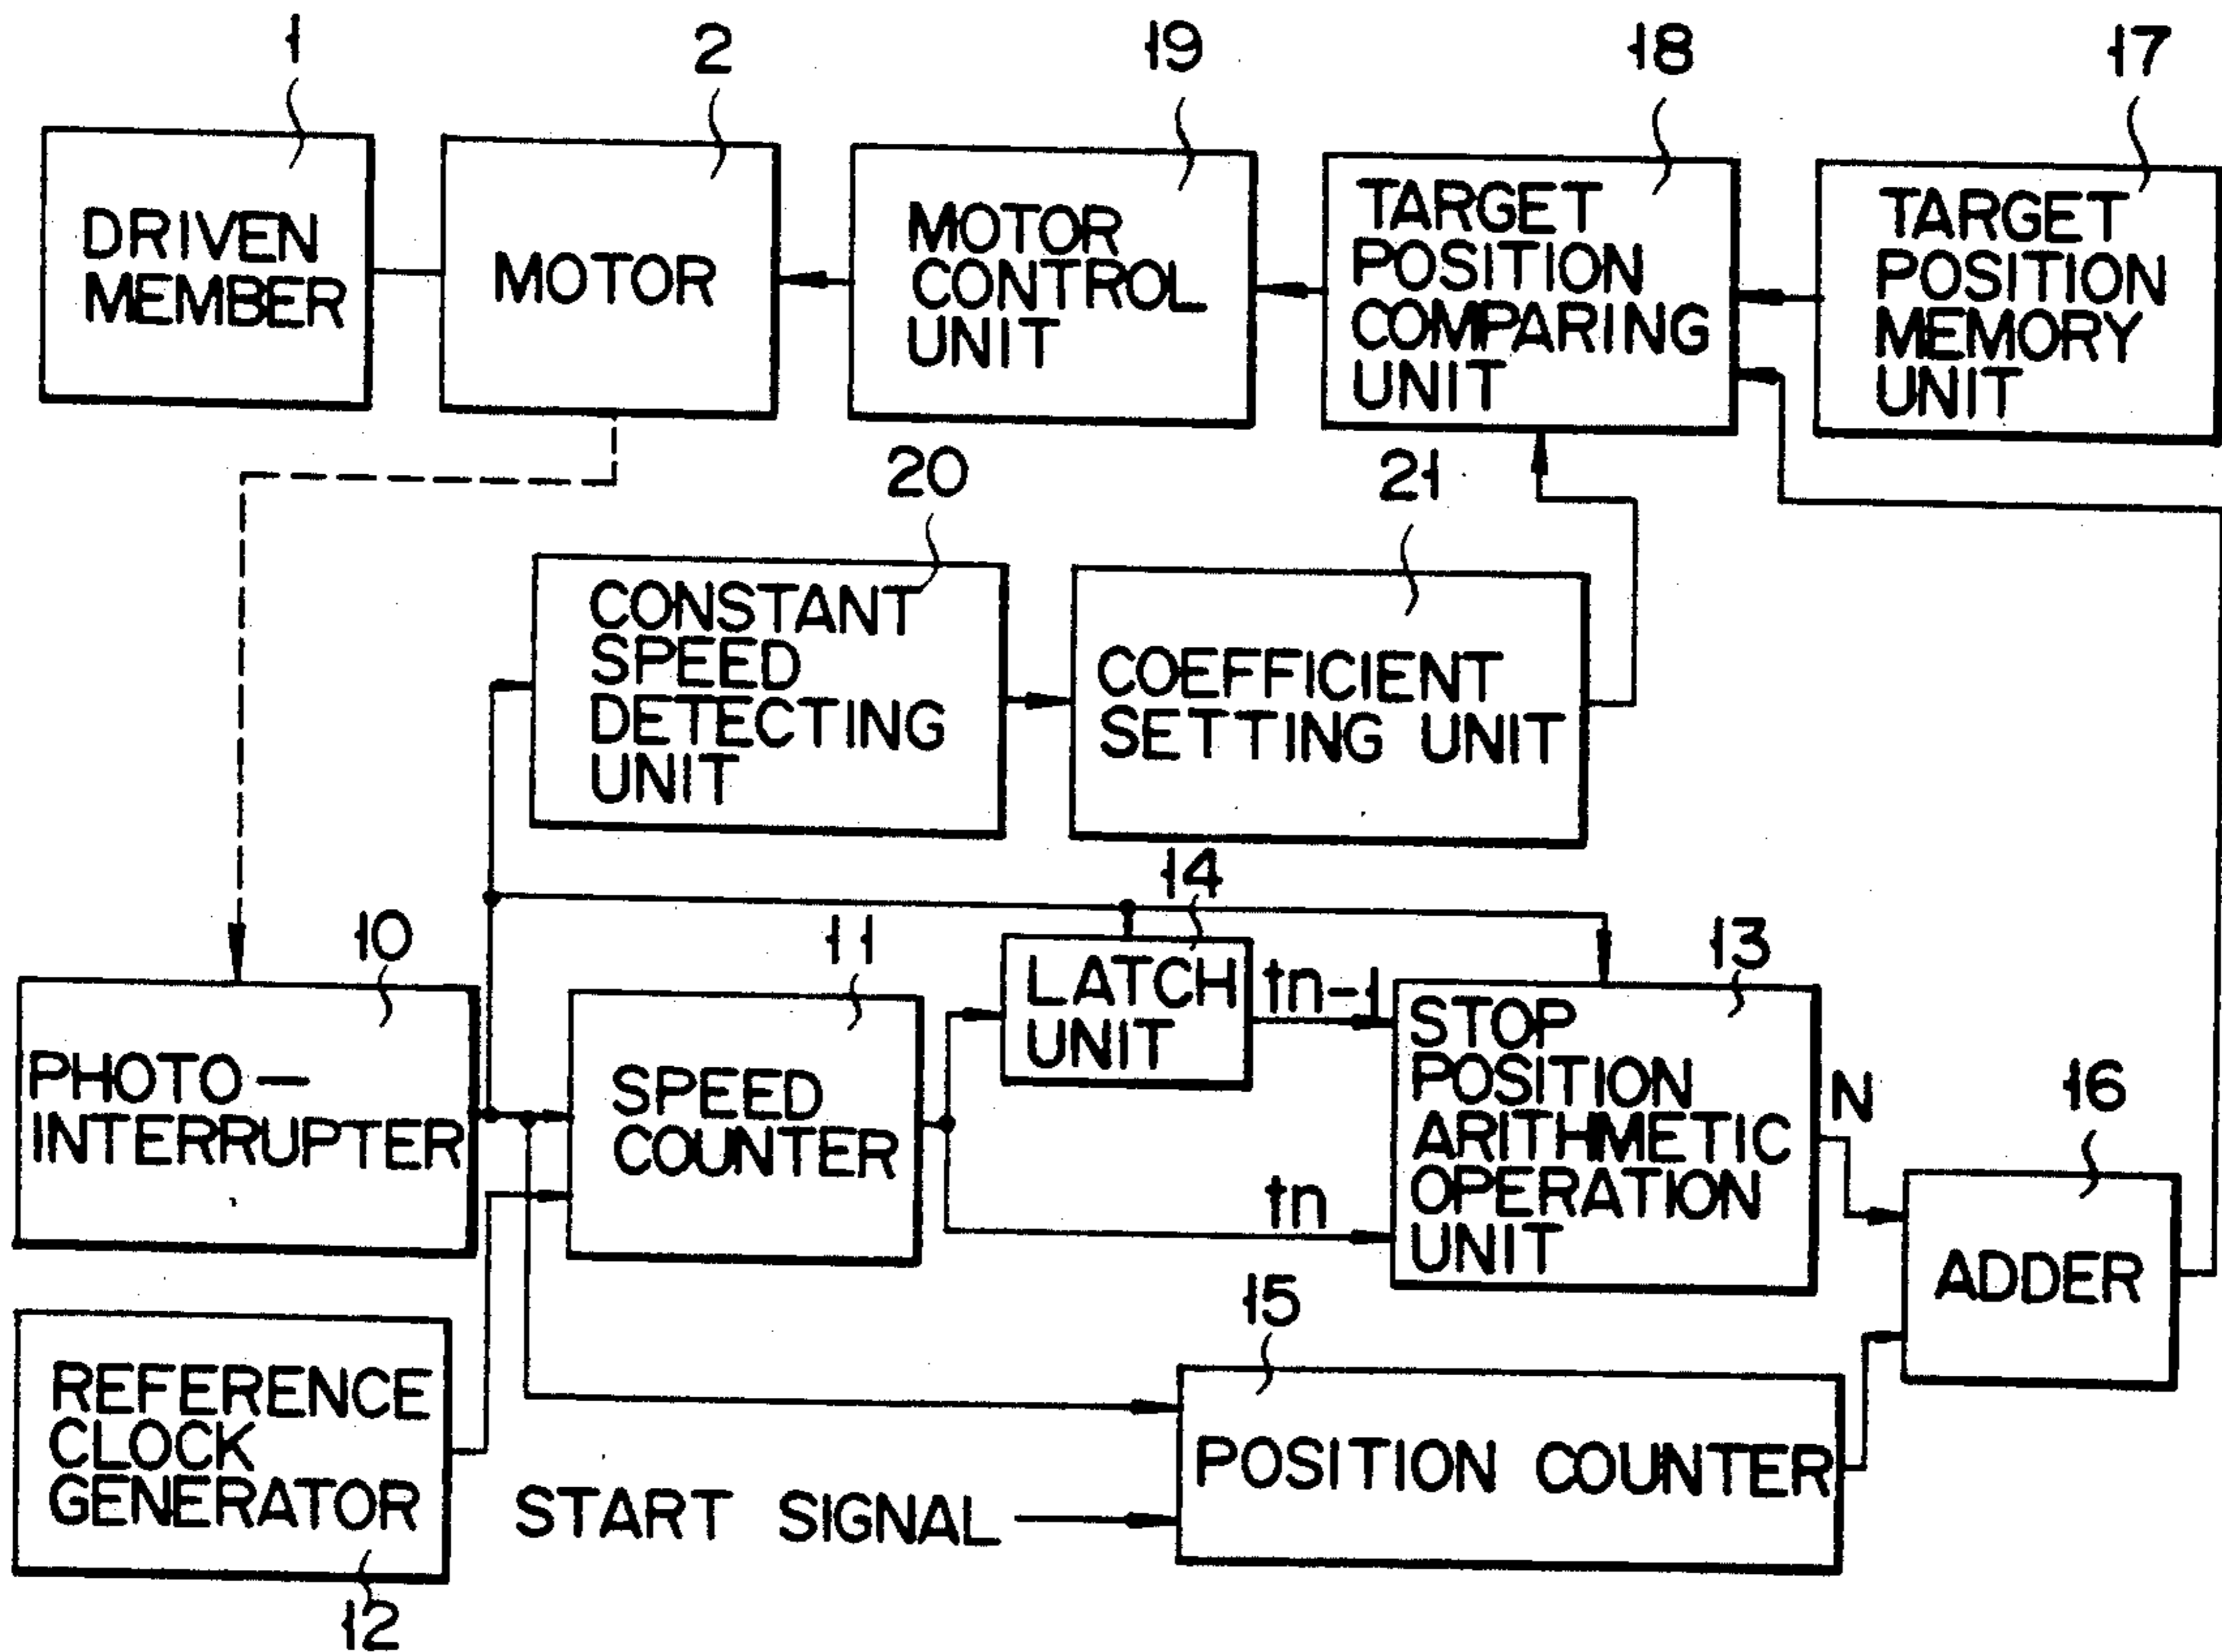 1
2
19
18
17
DRIVEN
MEMBER
MOTOR
MOTOR
CONTROL
UNIT
TARGET
POSITION
COMPARING
UNIT
TARGET
POSITION
MEMORY
UNIT
20
21
CONSTANT
SPEED
DETECTING
UNIT
COEFFICIENT
SETTING UNIT
10
11
14
13
PHOTO-
INTERRUPTER
SPEED
COUNTER
LATCH
UNIT
tn-1
tn
STOP
POSITION
ARITHMETIC
OPERATION
UNIT
N
16
ADDER
REFERENCE
CLOCK
GENERATOR
12
START SIGNAL
15
POSITION COUNTER